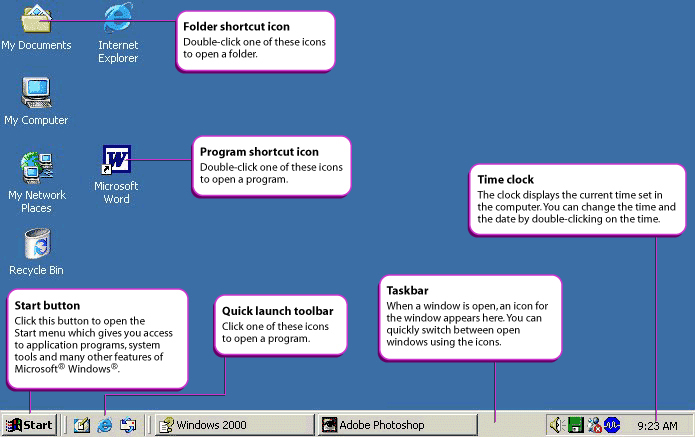 My Documents
Internet
Explorer
Folder shortcut icon
Double-click one of these icons
to open a folder.
My Computer
My Network
Places
Microsoft
Word
Program shortcut icon
Double-click one of these icons
to open a program.
Time clock
The clock displays the current time set in
the computer. You can change the time and
the date by double-clicking on the time.
Recycle Bin
Start button
Click this button to open the
Start menu which gives you access
to application programs, system
tools and many other features of
Microsoft® Windows®.
Quick launch toolbar
Click one of these icons
to open a program.
Taskbar
When a window is open, an icon for
the window appears here. You can
quickly switch between open
windows using the icons.
Start
Windows 2000
Adobe Photoshop
9:23 AM